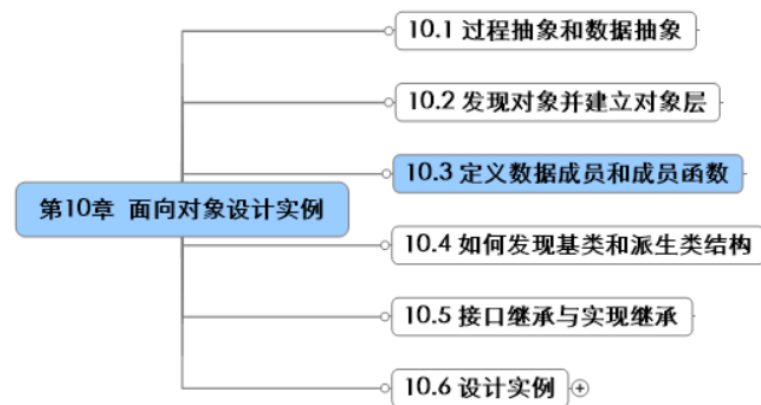 10.1 过程抽象和数据抽象
10.2 发现对象并建立对象层
10.3 定义数据成员和成员函数
第10章 面向对象设计实例
10.4 如何发现基类和派生类结构
10.5 接口继承与实现继承
10.6 设计实例